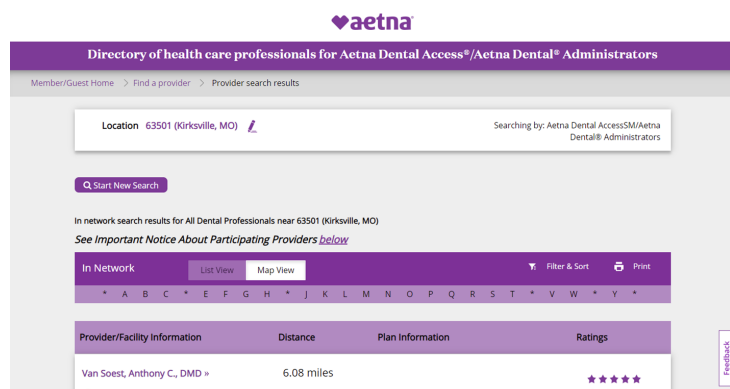 aetna
Directory of health care professionals for Aetna Dental Access®/Aetna Dental® Administrators
Member/Guest Home > Find a provider > Provider search results
Location 63501 (Kirksville, MO)
Searching by: Aetna Dental AccessSM/Aetna
Dental® Administrators
Start New Search
In network search results for All Dental Professionals near 63501 (Kirksville, MO)
See Important Notice About Participating Providers below
In Network List View Map View Filter & Sort Print
* A B C * E F G H * J K L M N O P Q R S T * V W * Y *
Provider/Facility Information Distance Plan Information Ratings
Van Soest, Anthony C., DMD » 6.08 miles
Feedback